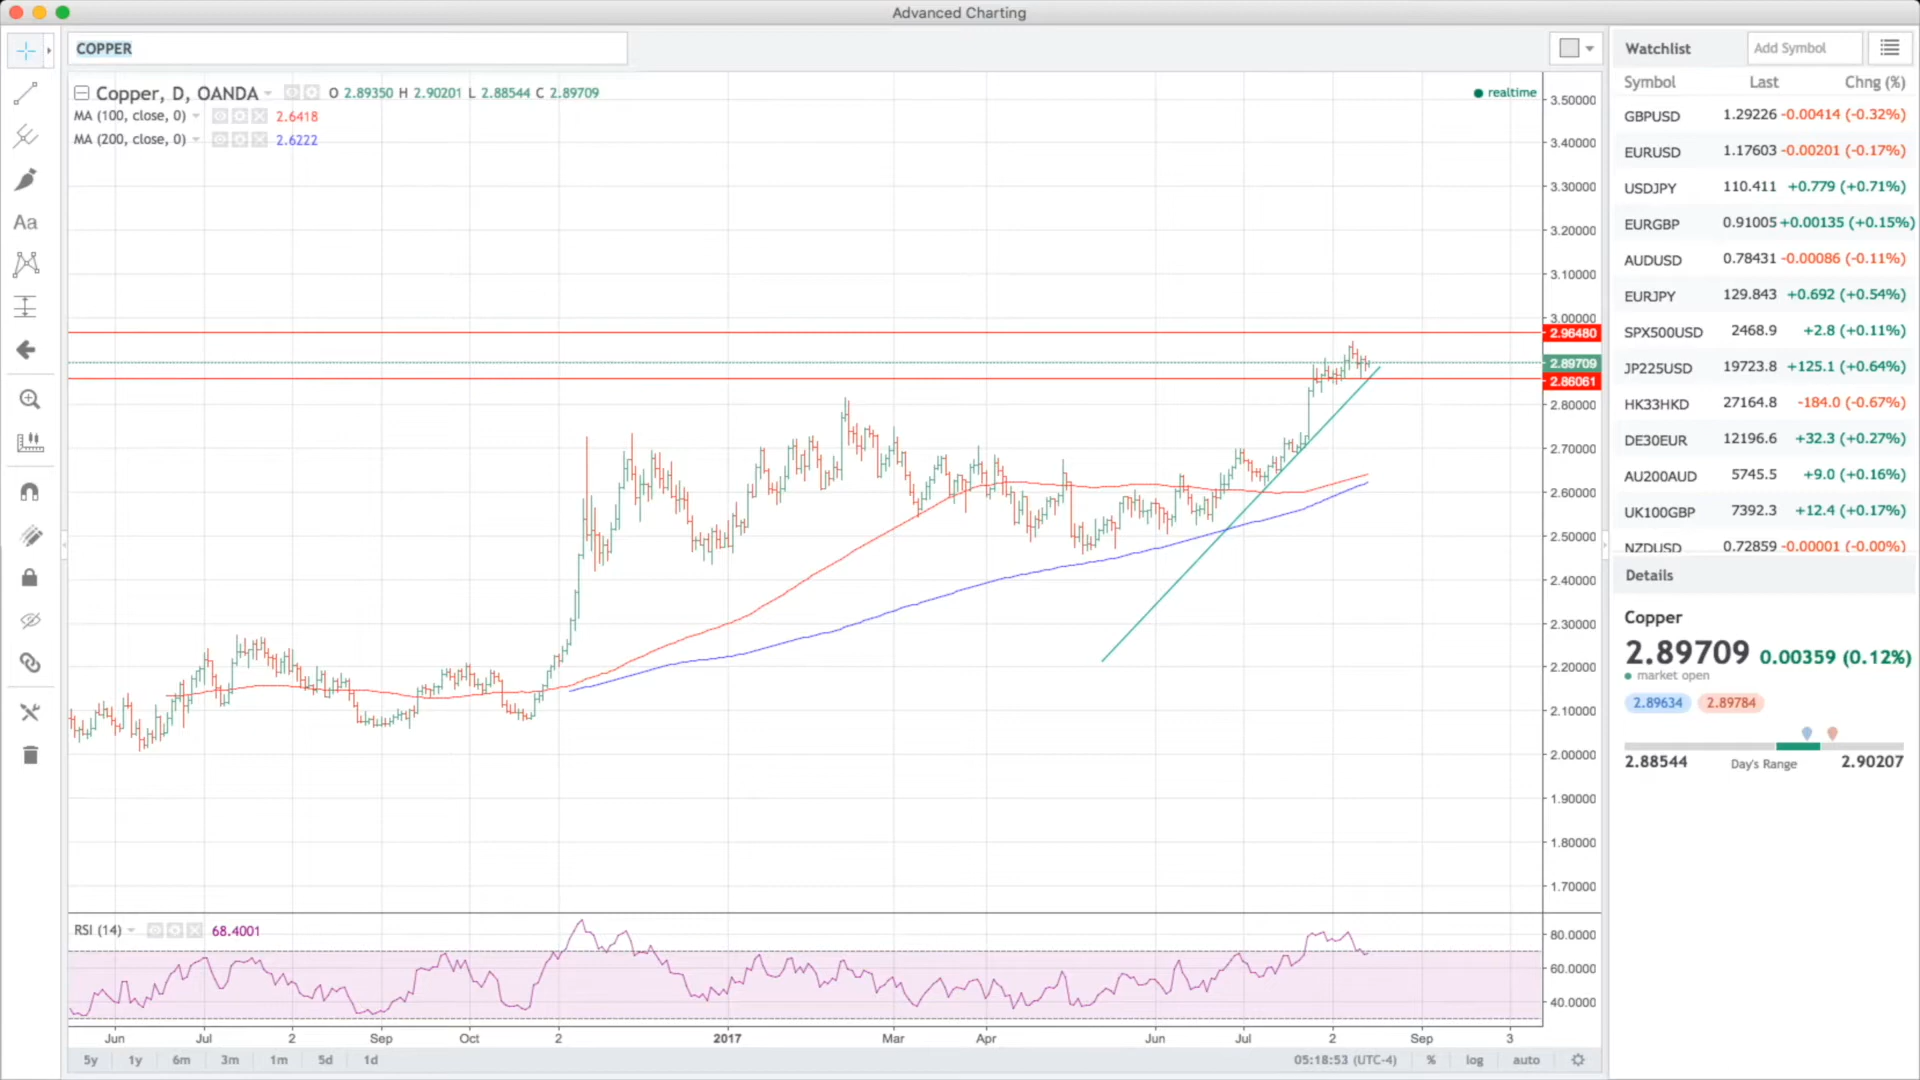 Advanced Charting
COPPER
Copper, D, OANDA O 2.89350 H 2.90201 L 2.88544 C 2.89709
realtime
MA (100, close, 0) 2.6418
MA (200, close, 0) 2.6222
3.50000
3.40000
3.30000
3.20000
3.10000
3.00000
2.96480
2.89709
2.86061
2.80000
2.70000
2.60000
2.50000
2.40000
2.30000
2.20000
2.10000
2.00000
1.90000
1.80000
1.70000
RSI (14) 68.4001
80.0000
60.0000
40.0000
Jun Jul 2 Sep Oct 2 2017 Mar Apr Jun Jul 2 Sep 3
5y 1y 6m 3m 1m 5d 1d 05:18:53 (UTC-4) % log auto
Aa
Watchlist Add Symbol
Symbol Last Chng (%)
GBPUSD 1.29226 -0.00414 (-0.32%)
EURUSD 1.17603 -0.00201 (-0.17%)
USDJPY 110.411 +0.779 (+0.71%)
EURGBP 0.91005 +0.00135 (+0.15%)
AUDUSD 0.78431 -0.00086 (-0.11%)
EURJPY 129.843 +0.692 (+0.54%)
SPX500USD 2468.9 +2.8 (+0.11%)
JP225USD 19723.8 +125.1 (+0.64%)
HK33HKD 27164.8 -184.0 (-0.67%)
DE30EUR 12196.6 +32.3 (+0.27%)
AU200AUD 5745.5 +9.0 (+0.16%)
UK100GBP 7392.3 +12.4 (+0.17%)
NZDUSD 0.72859 -0.00001 (-0.00%)
Details
Copper
2.89709 0.00359 (0.12%)
market open
2.89634 2.89784
2.88544 Day's Range 2.90207